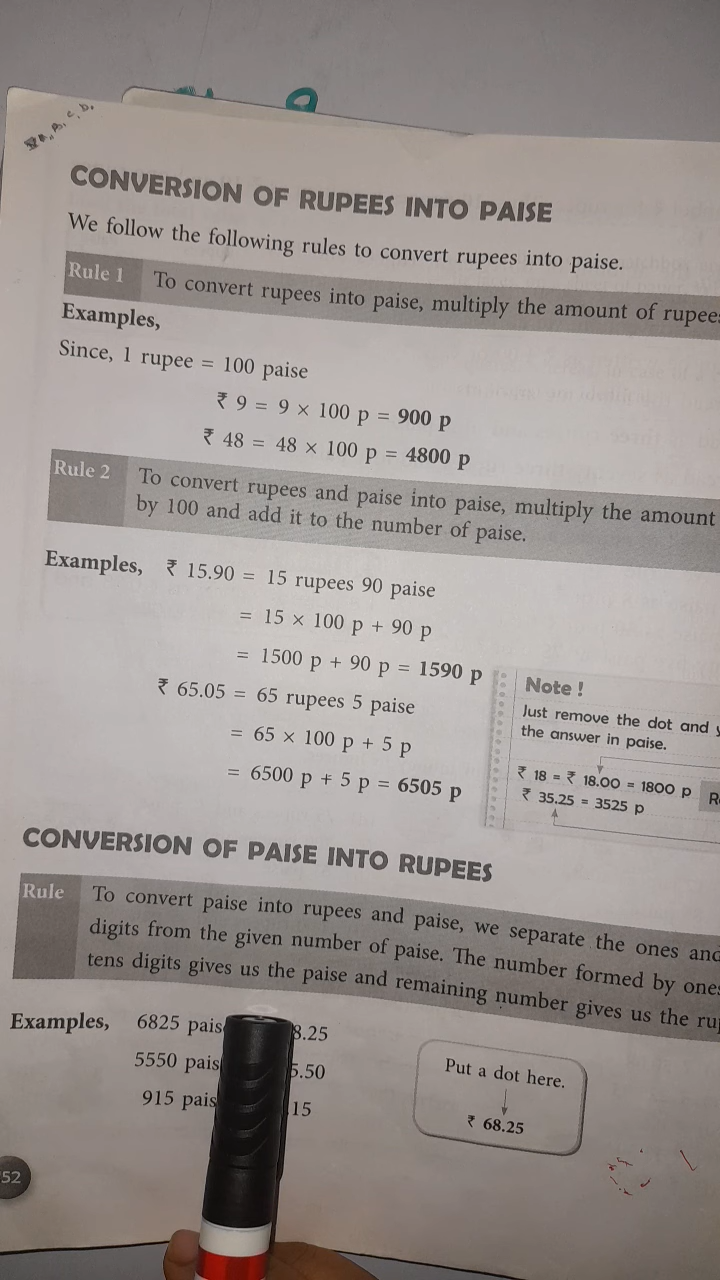 A, B, C, D,
CONVERSION OF RUPEES INTO PAISE
We follow the following rules to convert rupees into paise.
Rule 1 To convert rupees into paise, multiply the amount of
Examples,
Since, 1 rupee = 100 paise
₹ 9 = 9 × 100 p = 900 p
₹ 48 = 48 × 100 p = 4800 p
Rule 2 To convert rupees and paise into paise, multiply the amount
by 100 and add it to the number of paise.
Examples, ₹ 15.90 = 15 rupees 90 paise
= 15 × 100 p + 90 p
= 1500 p + 90 p = 1590 p
₹ 65.05 = 65 rupees 5 paise
= 65 × 100 p + 5 p
= 6500 p + 5 p = 6505 p
Note !
Just remove the dot and
the answer in paise.
₹ 18 = ₹ 18.00 = 1800 p
₹ 35.25 = 3525 p
CONVERSION OF PAISE INTO RUPEES
Rule To convert paise into rupees and paise, we separate the ones and
digits from the given number of paise. The number formed by
tens digits gives us the paise and remaining number gives us the
Examples, 6825 8.25
5550 5.50
915 15
Put a dot here.
₹ 68.25
52